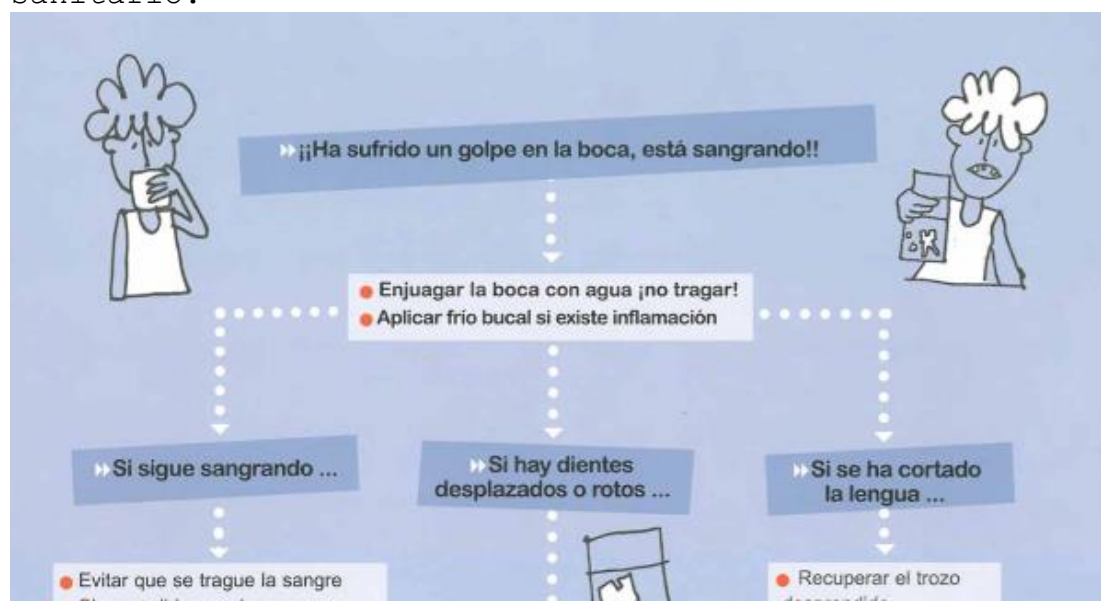 ¡¡Ha sufrido un golpe en la boca, está sangrando!!
Enjuagar la boca con agua ¡no tragar!
Aplicar frío bucal si existe inflamación
Si sigue sangrando ...
Si hay dientes
desplazados o rotos ...
Si se ha cortado
la lengua ...
Evitar que se trague la sangre
Recuperar el trozo